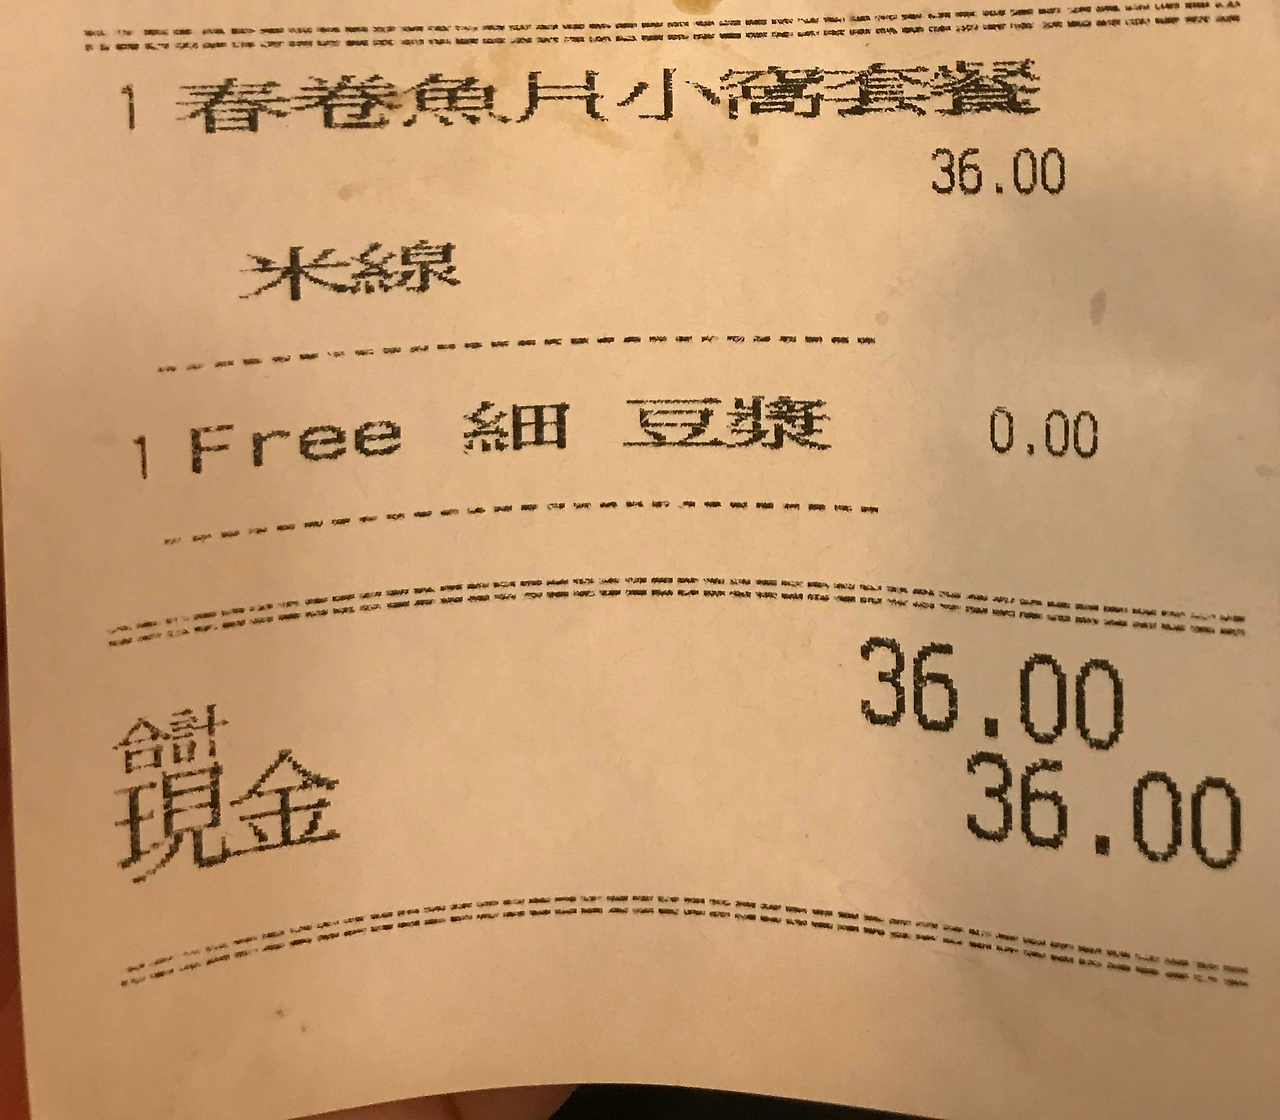 1 春卷魚片小窩套餐
36.00
米線
1 Free 細 豆漿 0.00
合計 36.00
現金 36.00